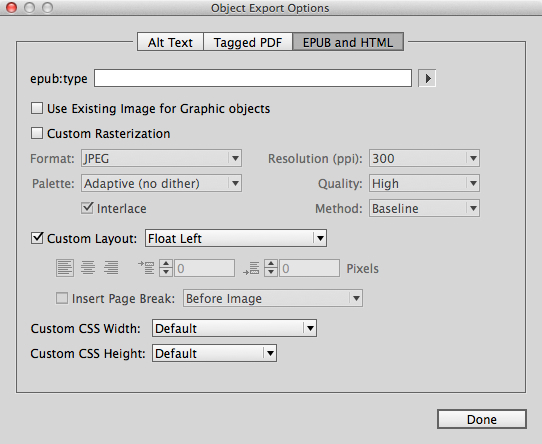 Object Export Options
Alt Text Tagged PDF EPUB and HTML
epub:type
Use Existing Image for Graphic objects
Custom Rasterization
Format: JPEG Resolution (ppi): 300
Palette: Adaptive (no dither) Quality: High
Interlace Method: Baseline
Custom Layout: Float Left
0 0 Pixels
Insert Page Break: Before Image
Custom CSS Width: Default
Custom CSS Height: Default
Done